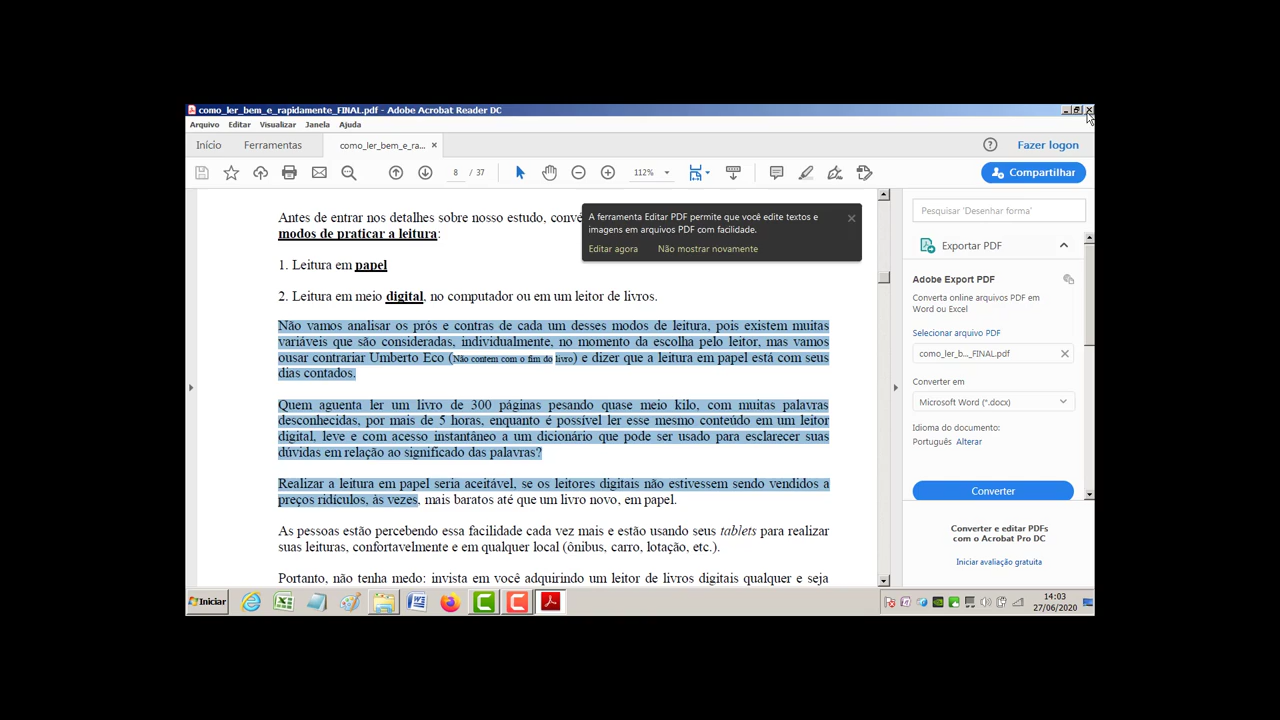 como_ler_bem_e_rapidamente_FINAL.pdf - Adobe Acrobat Reader DC
Arquivo Editar Visualizar Janela Ajuda
Início Ferramentas como_ler_bem_e_ra... × Fazer logon
8 / 37 112% Compartilhar
Antes de entrar nos detalhes sobre nosso estudo,
modos de praticar a leitura:
1. Leitura em papel
2. Leitura em meio digital, no computador ou em um leitor de livros.
Não vamos analisar os prós e contras de cada um desses modos de leitura, pois existem muitas
variáveis que são consideradas, individualmente, no momento da escolha pelo leitor, mas vamos
ousar contrariar Umberto Eco (Não contem com o fim do livro) e dizer que a leitura em papel está com seus
dias contados.
Quem aguenta ler um livro de 300 páginas pesando quase meio kilo, com muitas palavras
desconhecidas, por mais de 5 horas, enquanto é possível ler esse mesmo conteúdo em um leitor
digital, leve e com acesso instantâneo a um dicionário que pode ser usado para esclarecer suas
dúvidas em relação ao significado das palavras?
Realizar a leitura em papel seria aceitável, se os leitores digitais não estivessem sendo vendidos a
preços ridículos, às vezes, mais baratos até que um livro novo, em papel.
As pessoas estão percebendo essa facilidade cada vez mais e estão usando seus tablets para realizar
suas leituras, confortavelmente e em qualquer local (ônibus, carro, lotação, etc.).
Portanto, não tenha medo: invista em você adquirindo um leitor de livros digitais qualquer e seja
A ferramenta Editar PDF permite que você edite textos e
imagens em arquivos PDF com facilidade.
Editar agora Não mostrar novamente
Pesquisar 'Desenhar forma'
Exportar PDF
Adobe Export PDF
Converta online arquivos PDF em
Word ou Excel
Selecionar arquivo PDF
como_ler_b..._FINAL.pdf
Converter em
Microsoft Word (*.docx)
Idioma do documento:
Português Alterar
Converter
Converter e editar PDFs
com o Acrobat Pro DC
Iniciar avaliação gratuita
Iniciar
14:03
27/06/2020